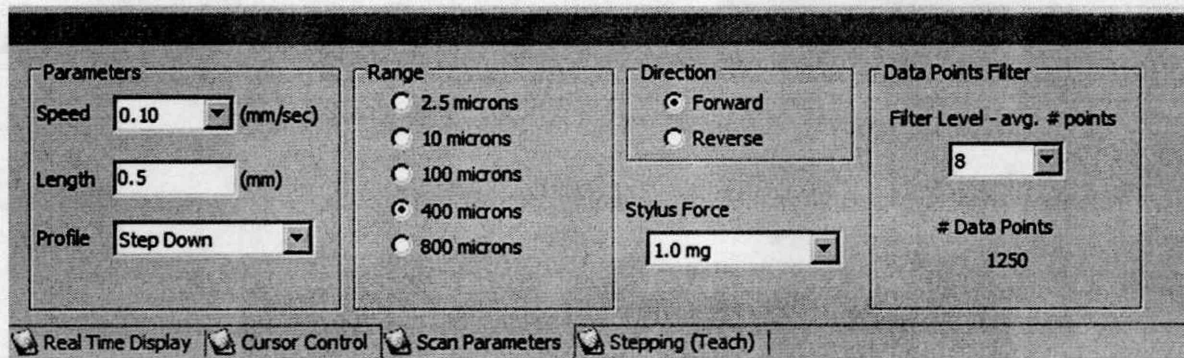 Parameters
Speed 0.10 (mm/sec)
Length 0.5 (mm)
Profile Step Down
Range
2.5 microns
10 microns
100 microns
400 microns
800 microns
Direction
Forward
Reverse
Stylus Force
1.0 mg
Data Points Filter
Filter Level - avg. # points
8
# Data Points
1250
Real Time Display Cursor Control Scan Parameters Stepping (Teach)